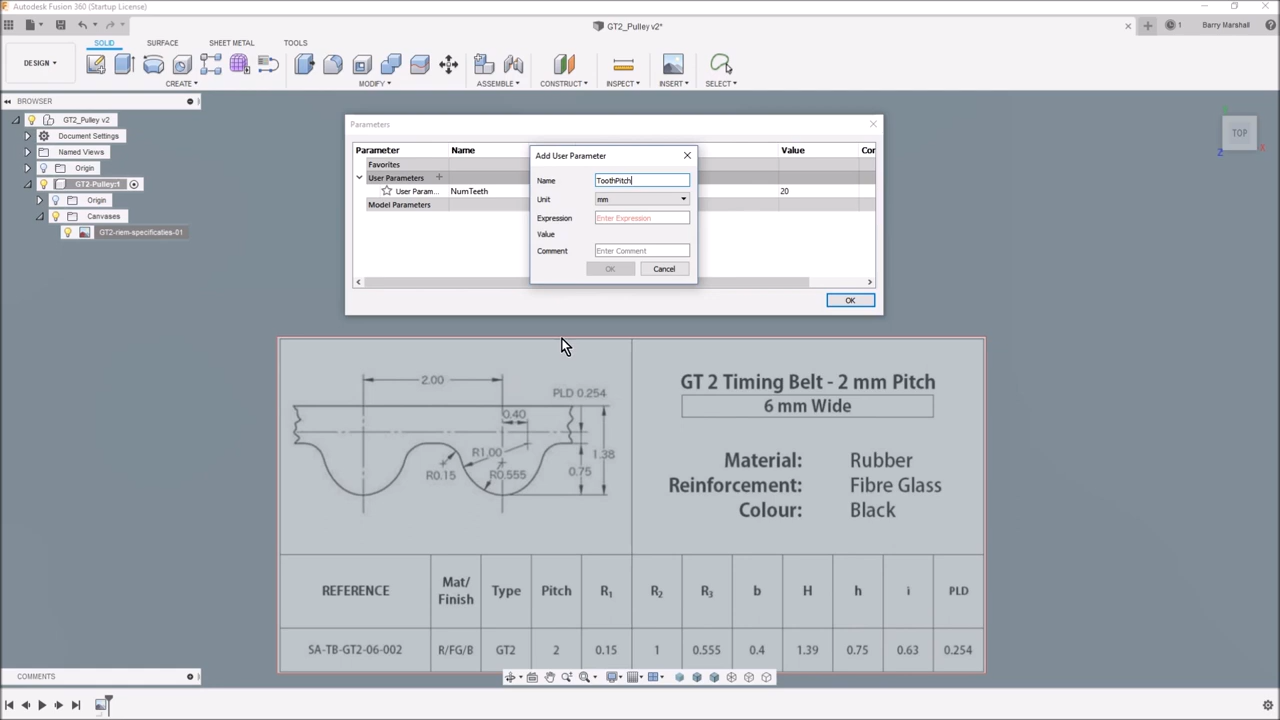 Autodesk Fusion 360 (Startup License)
GT2_Pulley v2*
1
Barry Marshall
DESIGN
SOLID
SURFACE
SHEET METAL
TOOLS
CREATE
MODIFY
ASSEMBLE
CONSTRUCT
INSPECT
INSERT
SELECT
BROWSER
GT2_Pulley v2
Document Settings
Named Views
Origin
GT2-Pulley:1
Origin
Canvases
GT2-riem-specificaties-01
Parameters
Parameter
Name
Value
Cor
Favorites
User Parameters
User Param...
NumTeeth
20
Model Parameters
OK
Add User Parameter
Name
ToothPitch
Unit
mm
Expression
Enter Expression
Value
Comment
Enter Comment
OK
Cancel
TOP
Z
X
2.00
PLD 0.254
0.40
R1.00
R0.15
R0.555
0.75
1.38
GT 2 Timing Belt - 2 mm Pitch
6 mm Wide
Material: Rubber
Reinforcement: Fibre Glass
Colour: Black
REFERENCE Mat/ Finish Type Pitch R₁ R₂ R₃ b H h i PLD
SA-TB-GT2-06-002 R/FG/B GT2 2 0.15 1 0.555 0.4 1.39 0.75 0.63 0.254
COMMENTS